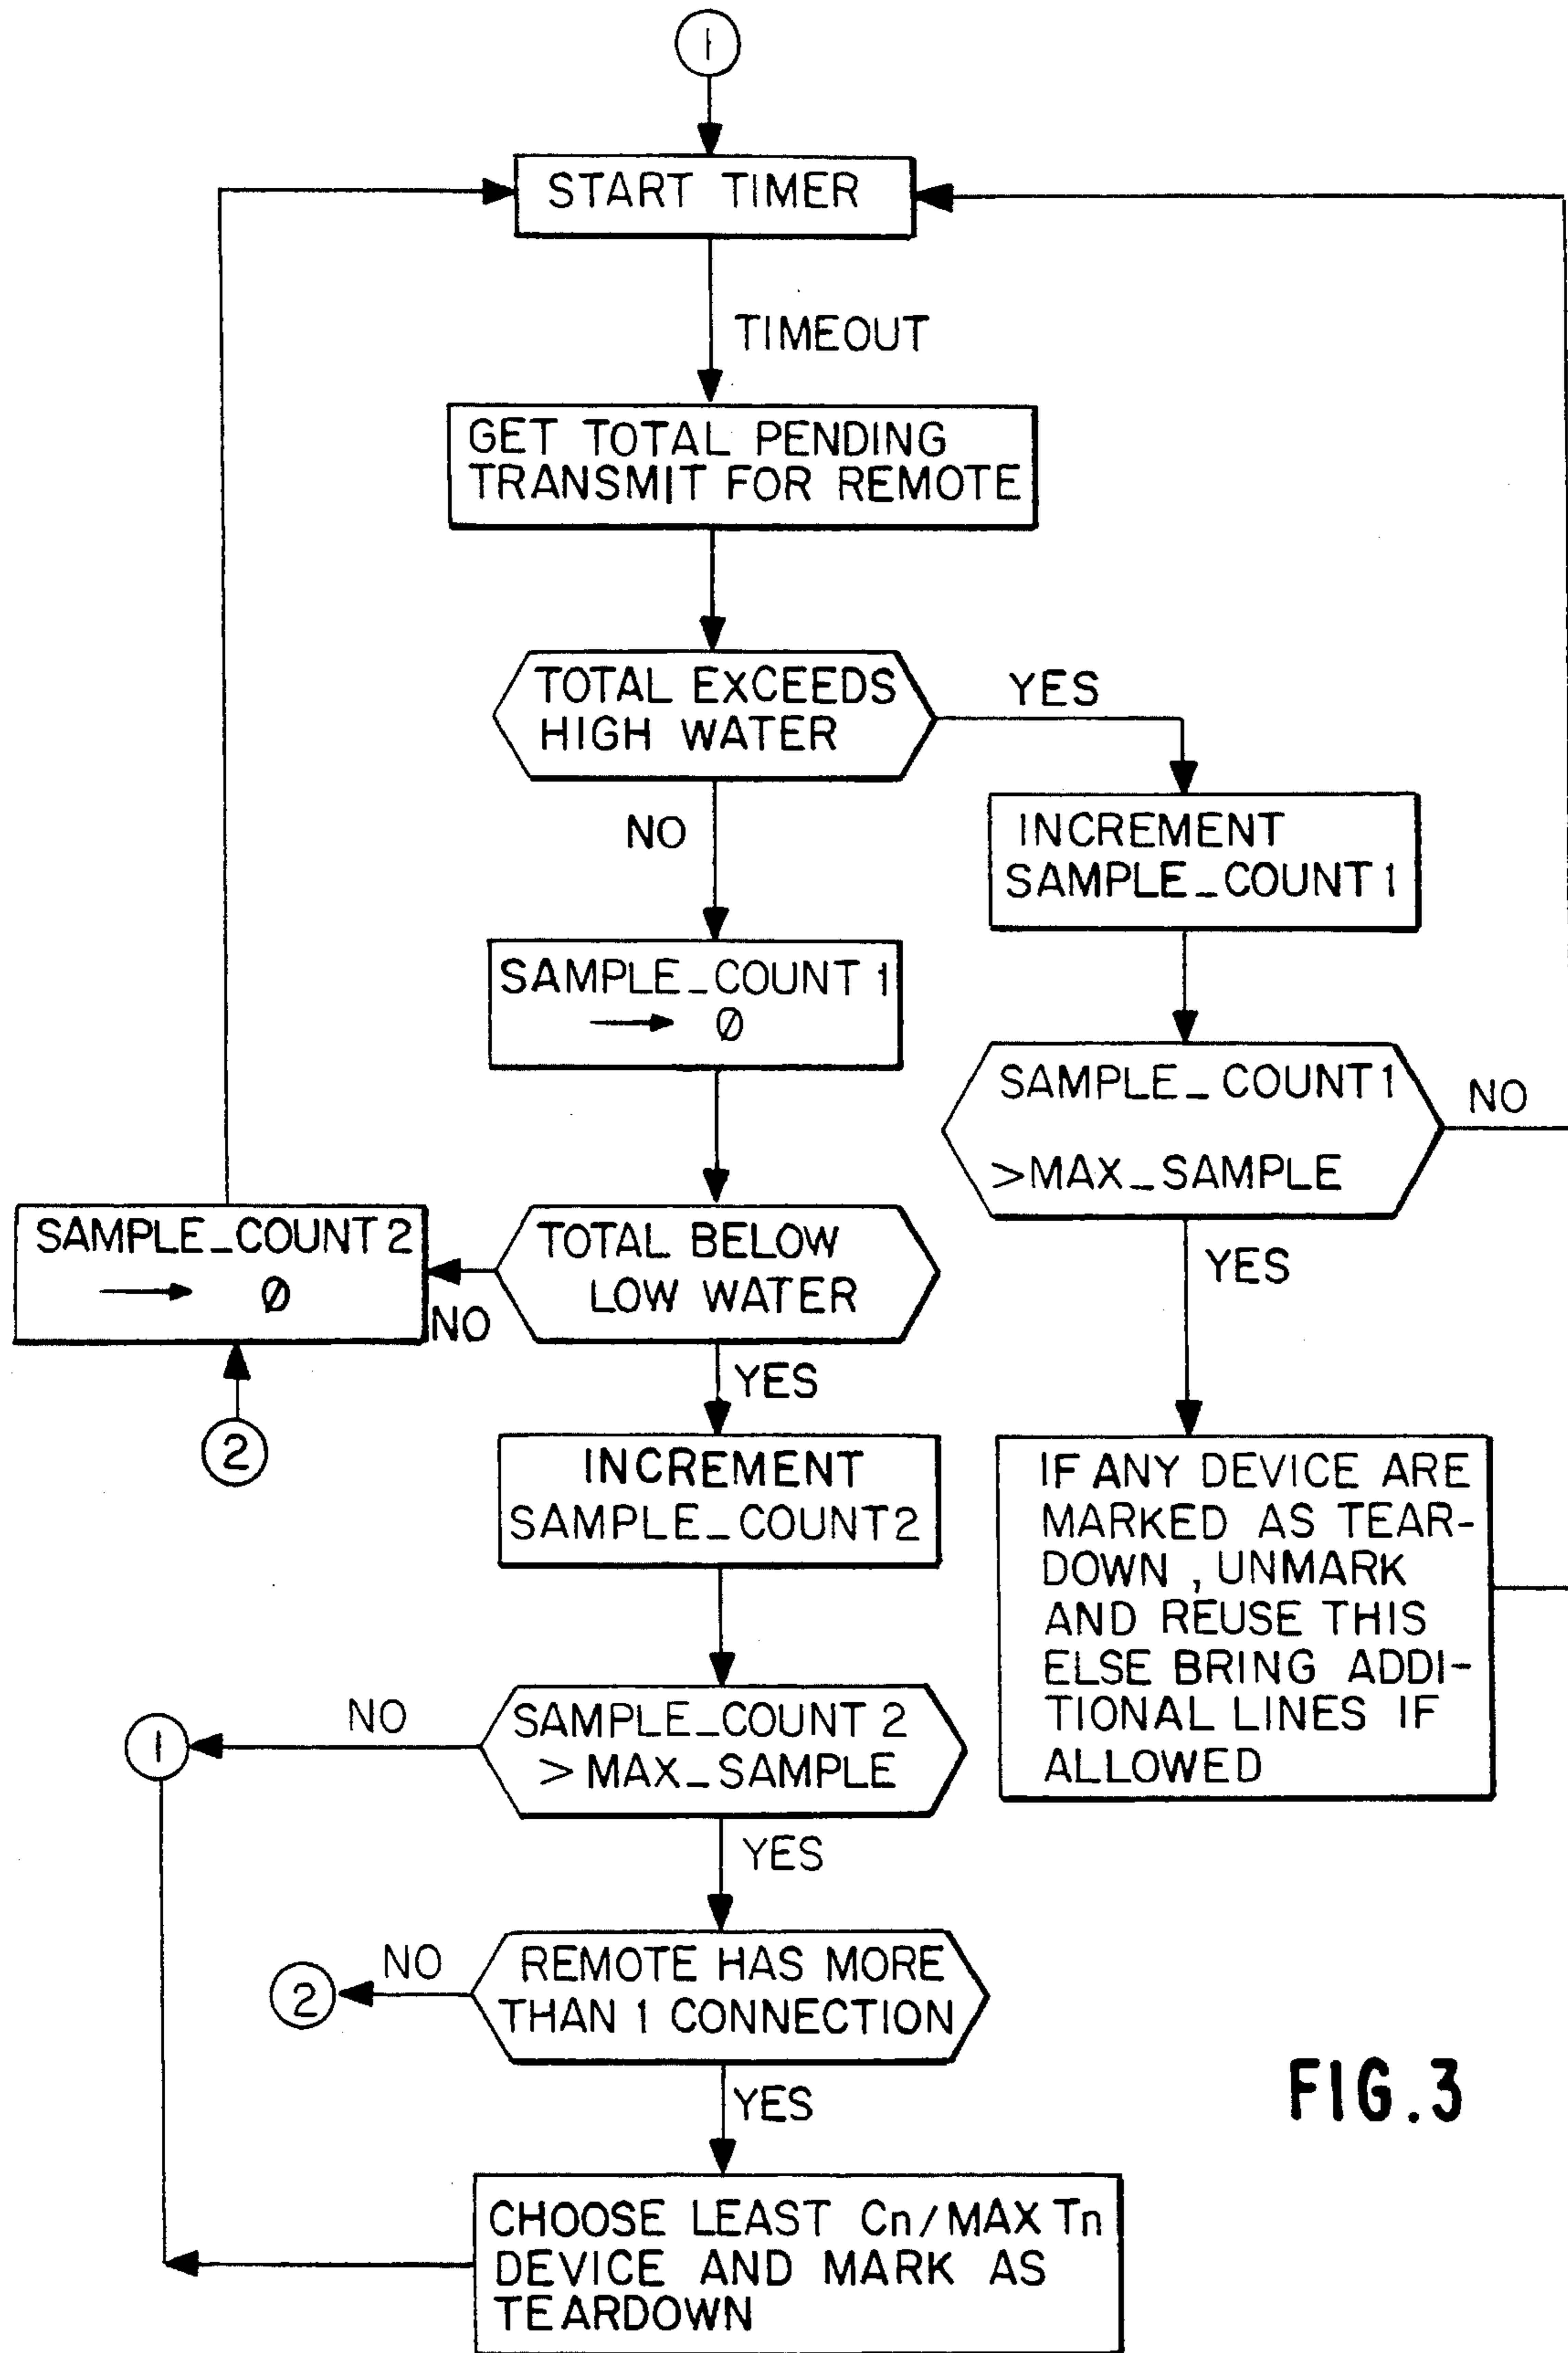 1
START TIMER
TIMEOUT
GET TOTAL PENDING
TRANSMIT FOR REMOTE
TOTAL EXCEEDS
HIGH WATER
YES
NO
INCREMENT
SAMPLE_COUNT 1
SAMPLE_COUNT 1
→ Ø
SAMPLE_COUNT 1
>MAX_SAMPLE
NO
YES
TOTAL BELOW
LOW WATER
NO
SAMPLE_COUNT 2
→ Ø
2
YES
INCREMENT
SAMPLE_COUNT2
IF ANY DEVICE ARE
MARKED AS TEAR-
DOWN , UNMARK
AND REUSE THIS
ELSE BRING ADDI-
TIONAL LINES IF
ALLOWED
SAMPLE_COUNT 2
> MAX_SAMPLE
NO
1
YES
REMOTE HAS MORE
THAN 1 CONNECTION
NO
2
YES
CHOOSE LEAST Cn/MAX Tn
DEVICE AND MARK AS
TEARDOWN
FIG.3